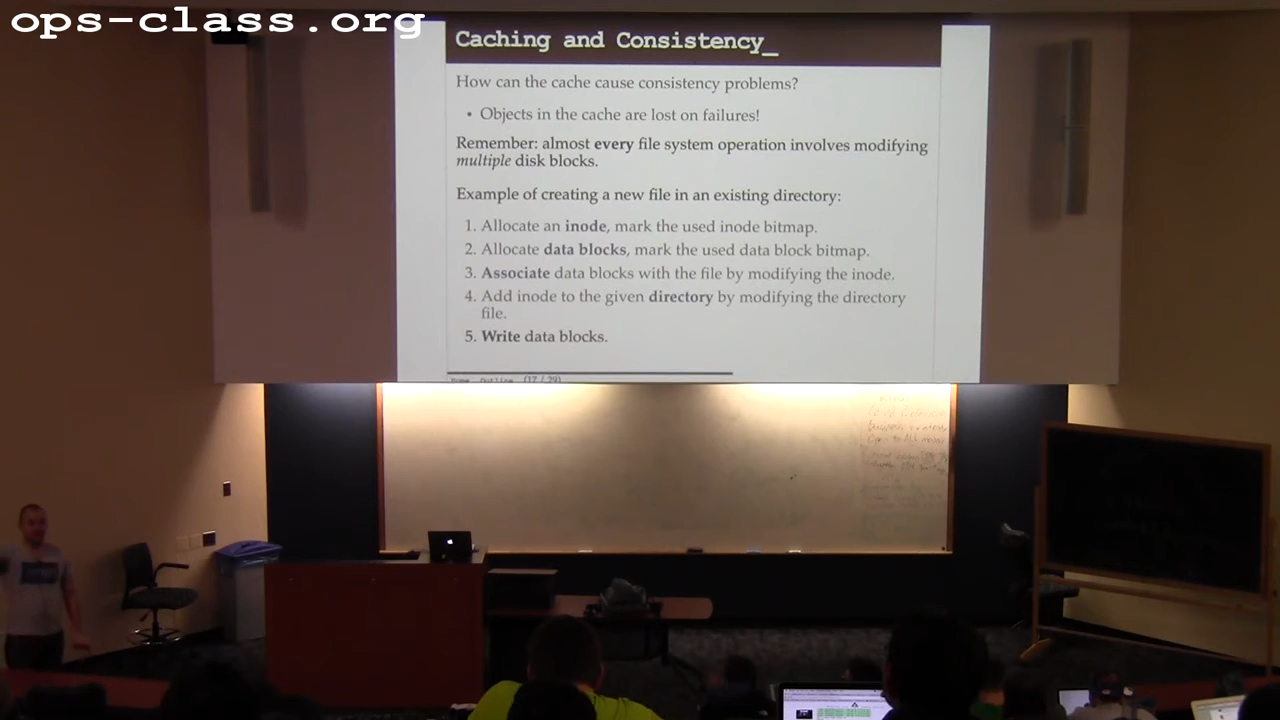 ops-class.org
Caching and Consistency_
How can the cache cause consistency problems?
• Objects in the cache are lost on failures!
Remember: almost every file system operation involves modifying
multiple disk blocks.
Example of creating a new file in an existing directory:
1. Allocate an inode, mark the used inode bitmap.
2. Allocate data blocks, mark the used data block bitmap.
3. Associate data blocks with the file by modifying the inode.
4. Add inode to the given directory by modifying the directory
file.
5. Write data blocks.
(17 / 29)